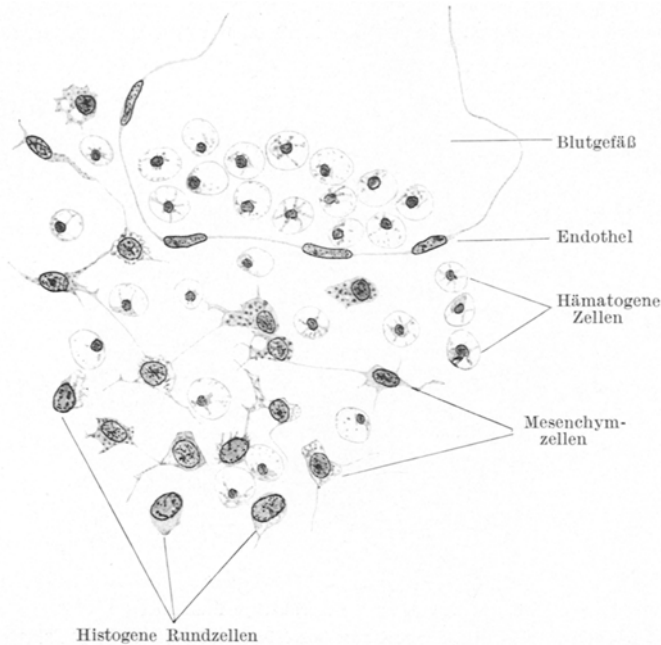 Blutgefäß
Endothel
Hämatogene
Zellen
Mesenchym-
zellen
Histogene Rundzellen